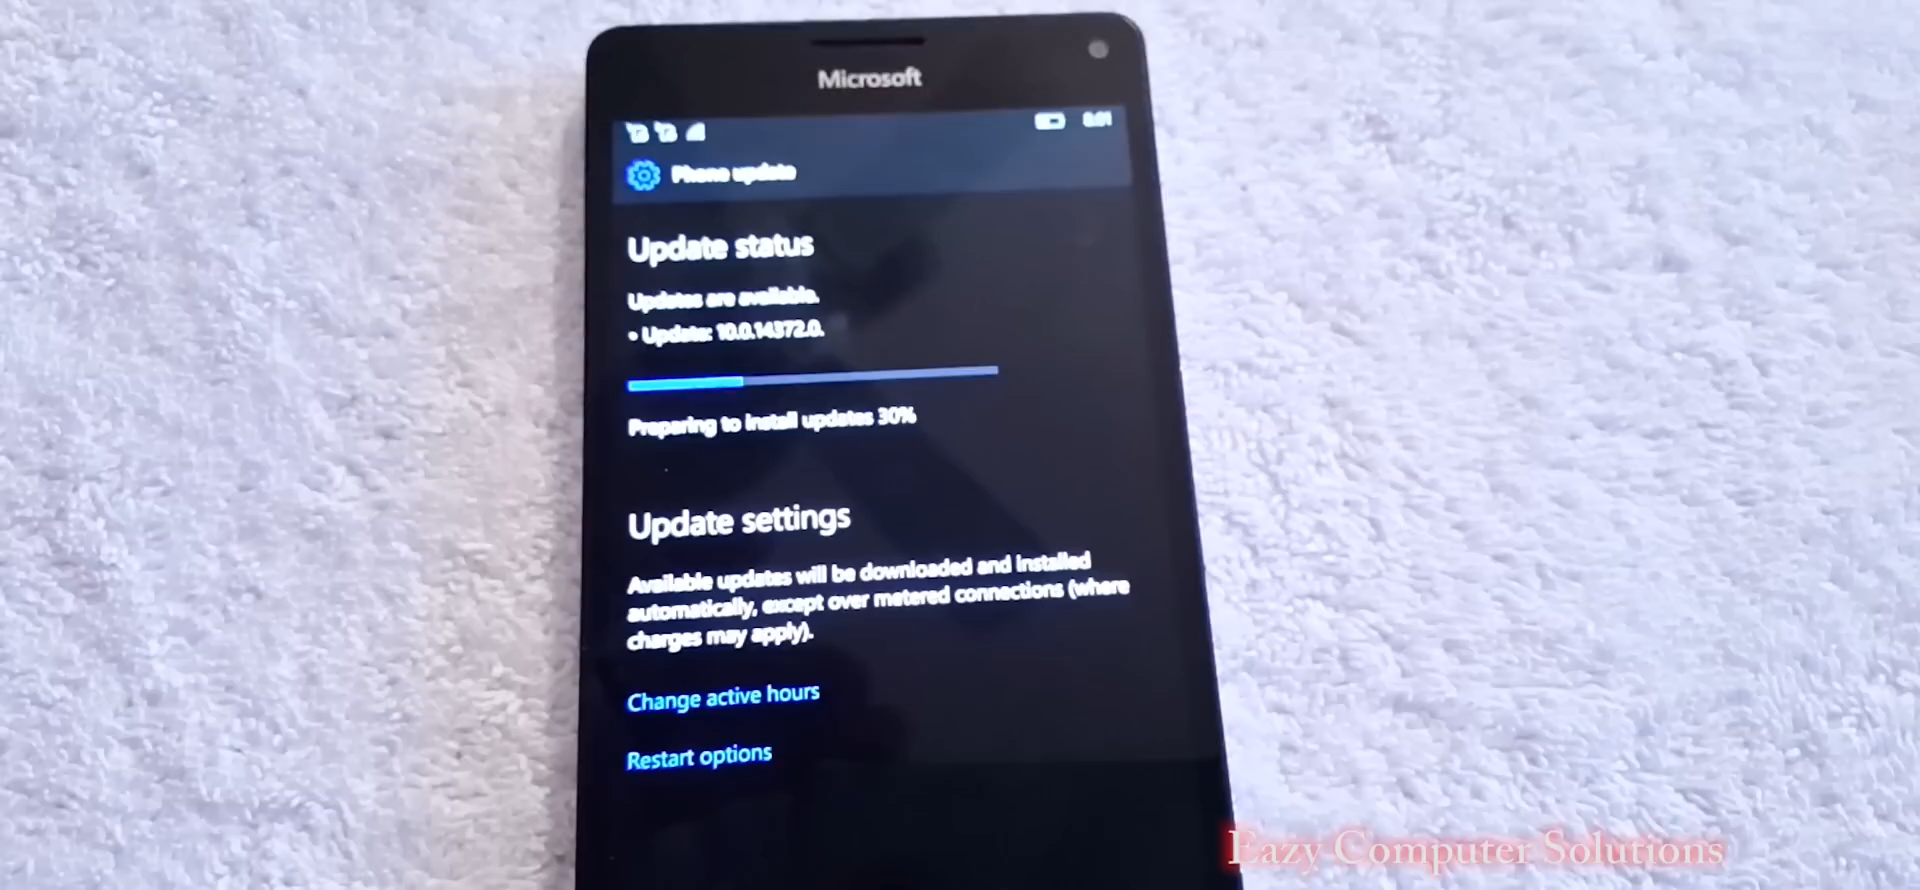 Microsoft
Phone update
Update status
Updates are available.
• Update: 10.0.14372.0.
Preparing to install updates 30%
Update settings
Available updates will be downloaded and installed
automatically, except over metered connections (where
charges may apply).
Change active hours
Restart options
Eazy Computer Solutions